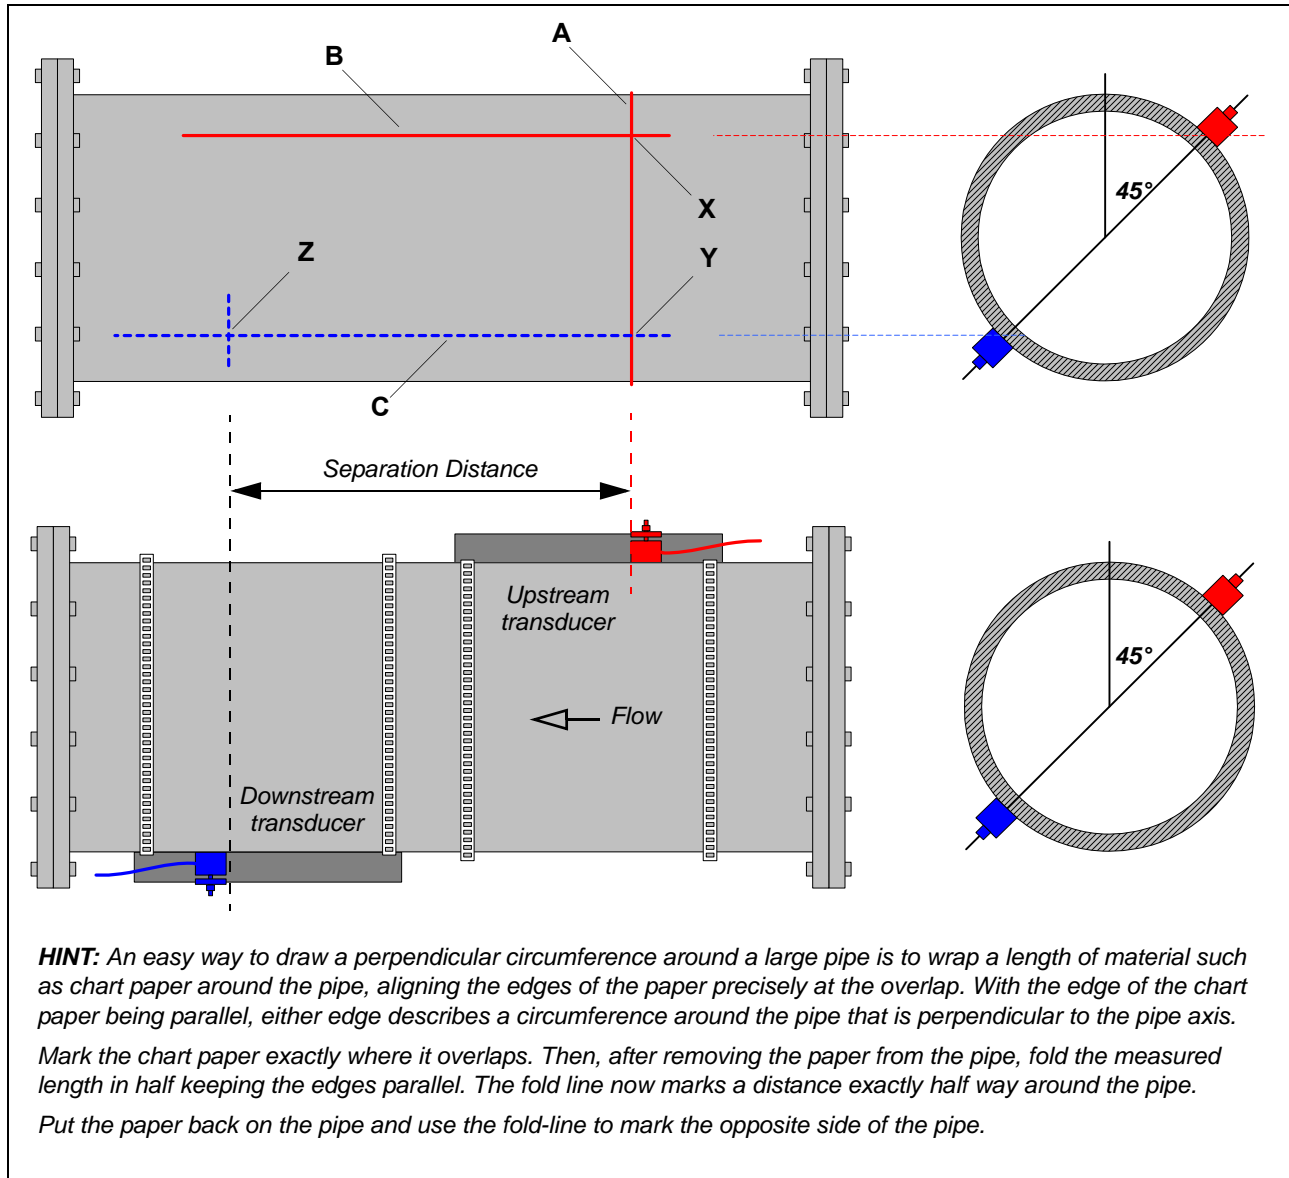 A
B
X
Z
Y
C
45°
Separation Distance
Upstream
transducer
Flow
Downstream
transducer
45°
HINT: An easy way to draw a perpendicular circumference around a large pipe is to wrap a length of material such
as chart paper around the pipe, aligning the edges of the paper precisely at the overlap. With the edge of the chart
paper being parallel, either edge describes a circumference around the pipe that is perpendicular to the pipe axis.
Mark the chart paper exactly where it overlaps. Then, after removing the paper from the pipe, fold the measured
length in half keeping the edges parallel. The fold line now marks a distance exactly half way around the pipe.
Put the paper back on the pipe and use the fold-line to mark the opposite side of the pipe.